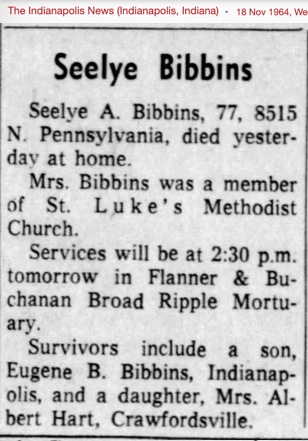 The Indianapolis News (Indianapolis, Indiana) · 18 Nov 1964, We
Seelye Bibbins
Seelye A. Bibbins, 77, 8515
N. Pennsylvania, died yester-
day at home.
Mrs. Bibbins was a member
of St. Luke's Methodist
Church.
Services will be at 2:30 p.m.
tomorrow in Flanner & Bu-
chanan Broad Ripple Mortu-
ary.
Survivors include a son,
Eugene B. Bibbins, Indianap-
olis, and a daughter, Mrs. Al-
bert Hart, Crawfordsville.